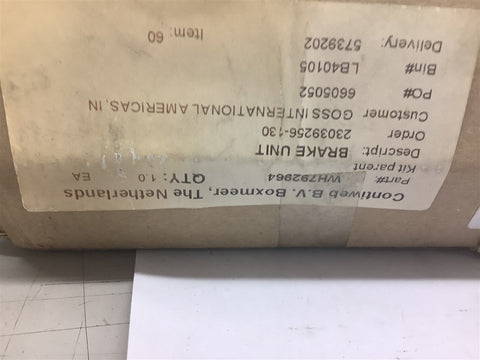 Contiweb B.V. Boxmeer, The Netherlands
Part#: WH792964 QTY: 1.0 EA
Kit parent
Descript: BRAKE UNIT
Order 23039256-130
Customer GOSS INTERNATIONAL AMERICAS, IN
PO# 6605052
Bin#: LB40105
Delivery: 5739202 Item: 60